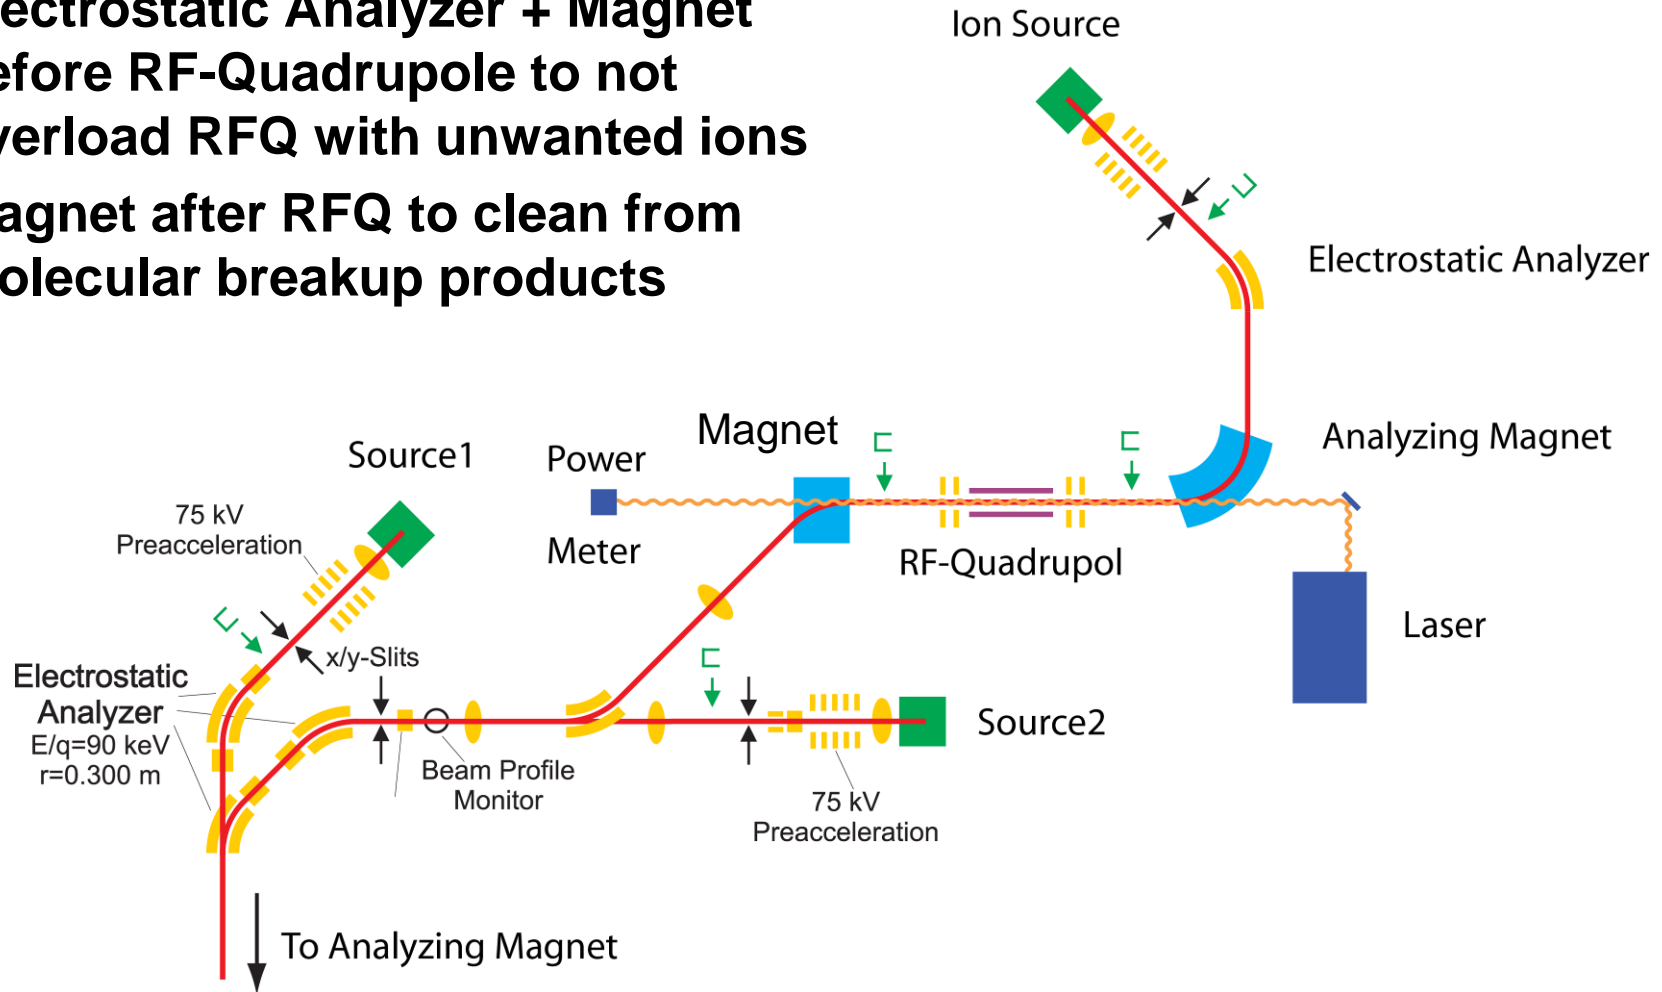 ectrostatic Analyzer + Magnet
efore RF-Quadrupole to not
verload RFQ with unwanted ions
agnet after RFQ to clean from
olecular breakup products
Ion Source
Electrostatic Analyzer
Analyzing Magnet
Magnet
Power
Meter
RF-Quadrupol
Laser
Source1
75 kV
Preacceleration
x/y-Slits
Electrostatic
Analyzer
E/q=90 keV
r=0.300 m
Beam Profile
Monitor
Source2
75 kV
Preacceleration
To Analyzing Magnet